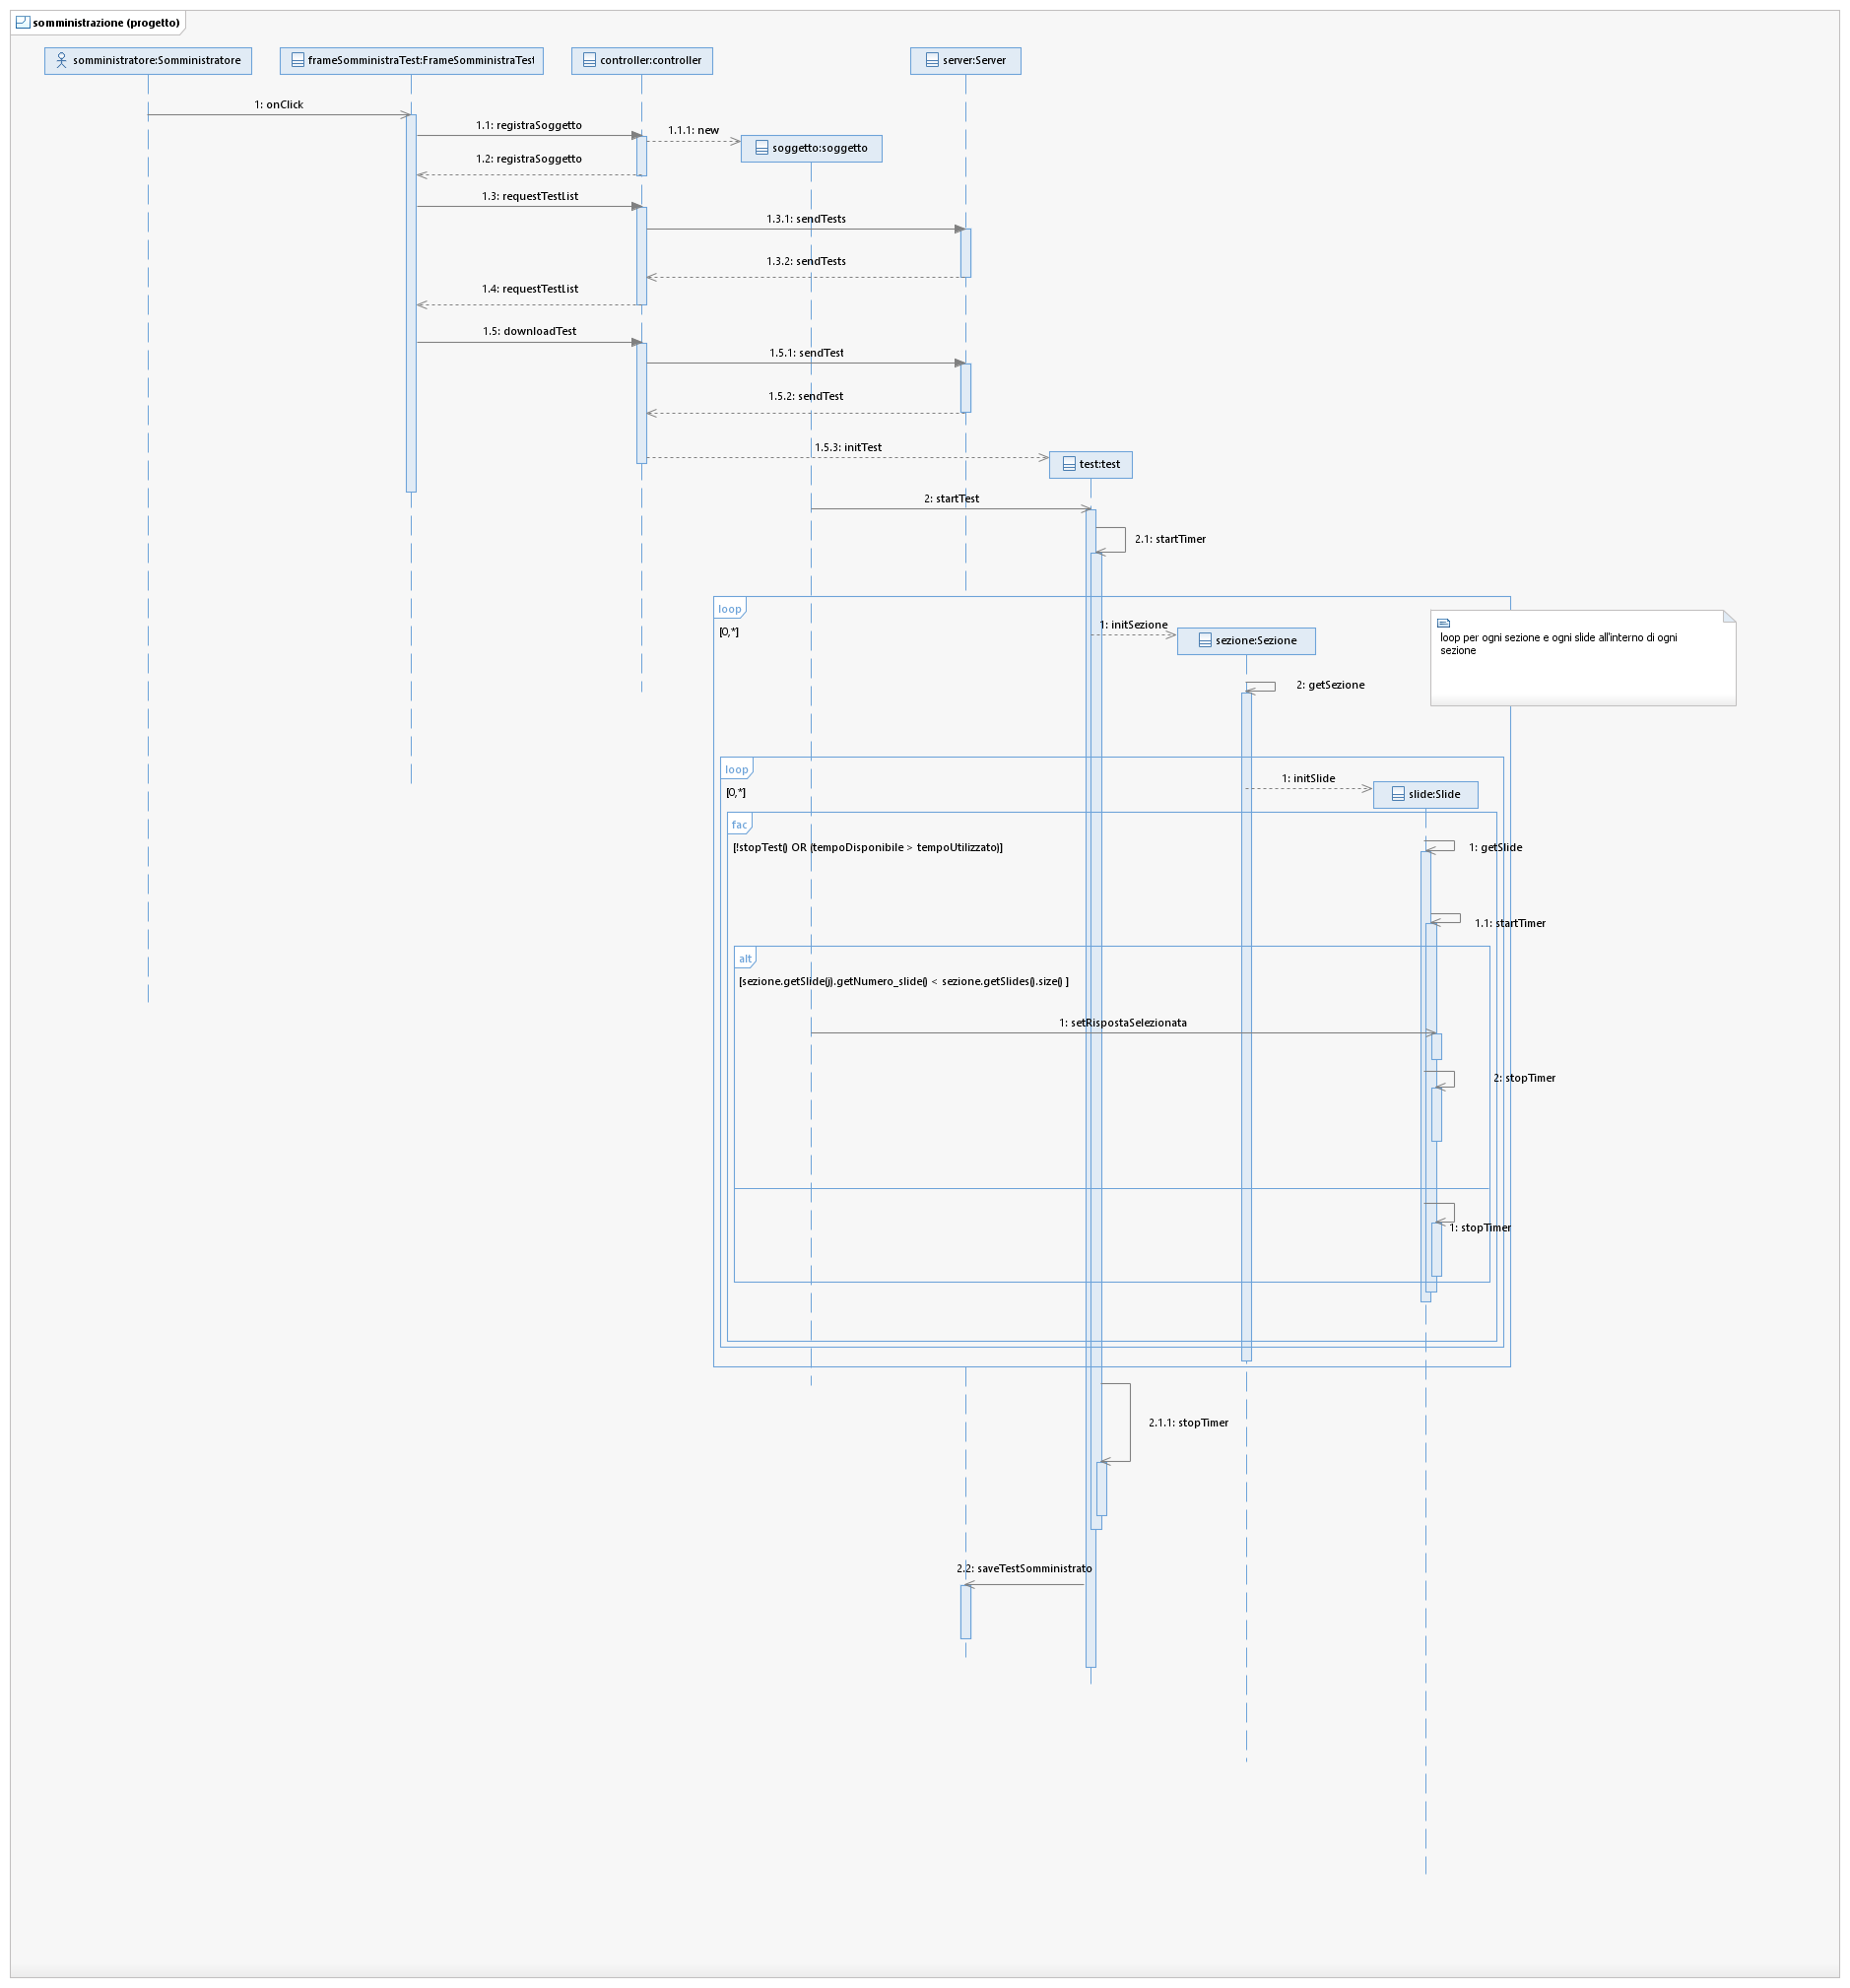 somministrazione (progetto)
somministratore:Somministratore
frameSomministraTest:FrameSomministraTest
controller:controller
server:Server
1: onClick
1.1: registraSoggetto
1.1.1: new
soggetto:soggetto
1.2: registraSoggetto
1.3: requestTestList
1.3.1: sendTests
1.3.2: sendTests
1.4: requestTestList
1.5: downloadTest
1.5.1: sendTest
1.5.2: sendTest
1.5.3: initTest
test:test
2: startTest
2.1: startTimer
loop
[0,*]
1: initSezione
sezione:Sezione
loop per ogni sezione e ogni slide all'interno di ogni
sezione
2: getSezione
loop
[0,*]
1: initSlide
slide:Slide
fac
[!stopTest() OR (tempoDisponibile > tempoUtilizzato)]
1: getSlide
1.1: startTimer
alt
[sezione.getSlide(j).getNumero_slide() < sezione.getSlides().size() ]
1: setRispostaSelezionata
2: stopTimer
1: stopTimer
2.1.1: stopTimer
2.2: saveTestSomministrato